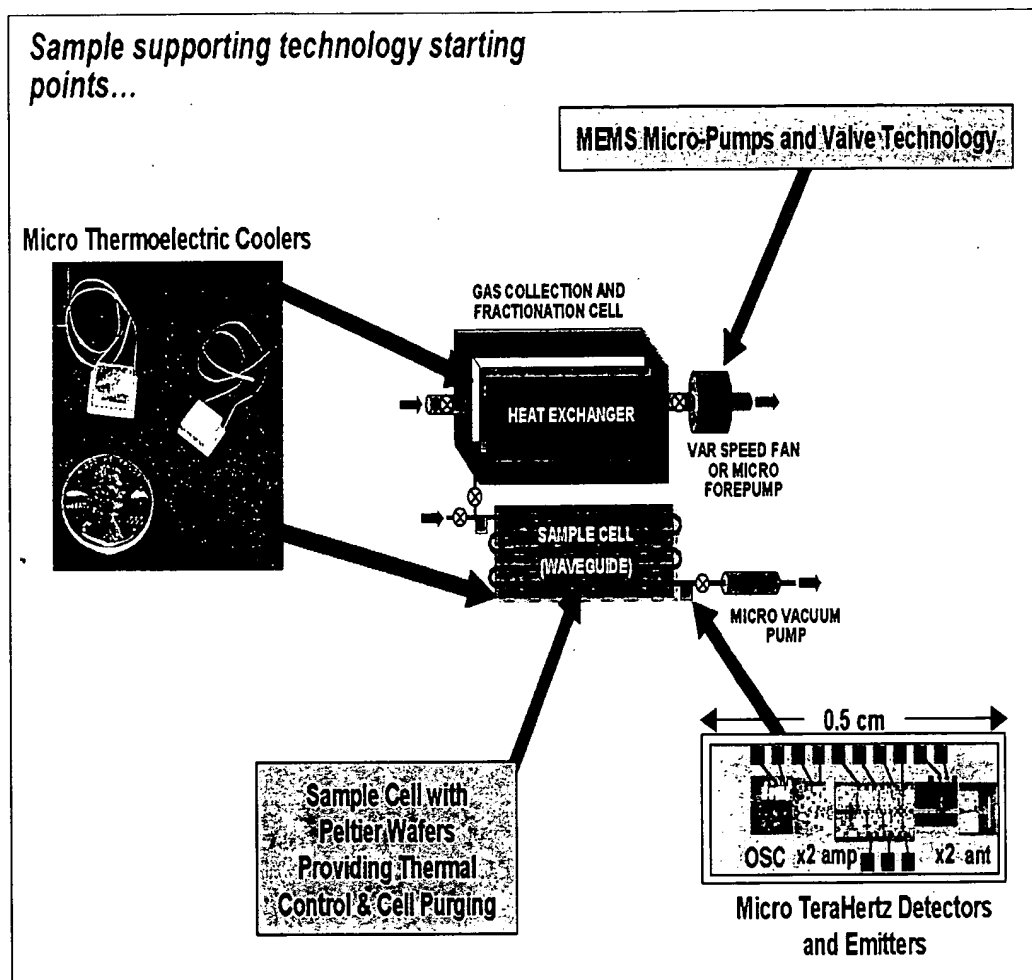 Sample supporting technology starting
points...
MEMS Micro-Pumps and Valve Technology
Micro Thermoelectric Coolers
GAS COLLECTION AND
FRACTIONATION CELL
HEAT EXCHANGER
VAR SPEED FAN
OR MICRO
FOREPUMP
SAMPLE CELL
(WAVEGUIDE)
MICRO VACUUM
PUMP
0.5 cm
Sample Cell with
Peltier Wafers
Providing Thermal
Control & Cell Purging
OSC x2 amp x2 ant
Micro TeraHertz Detectors
and Emitters